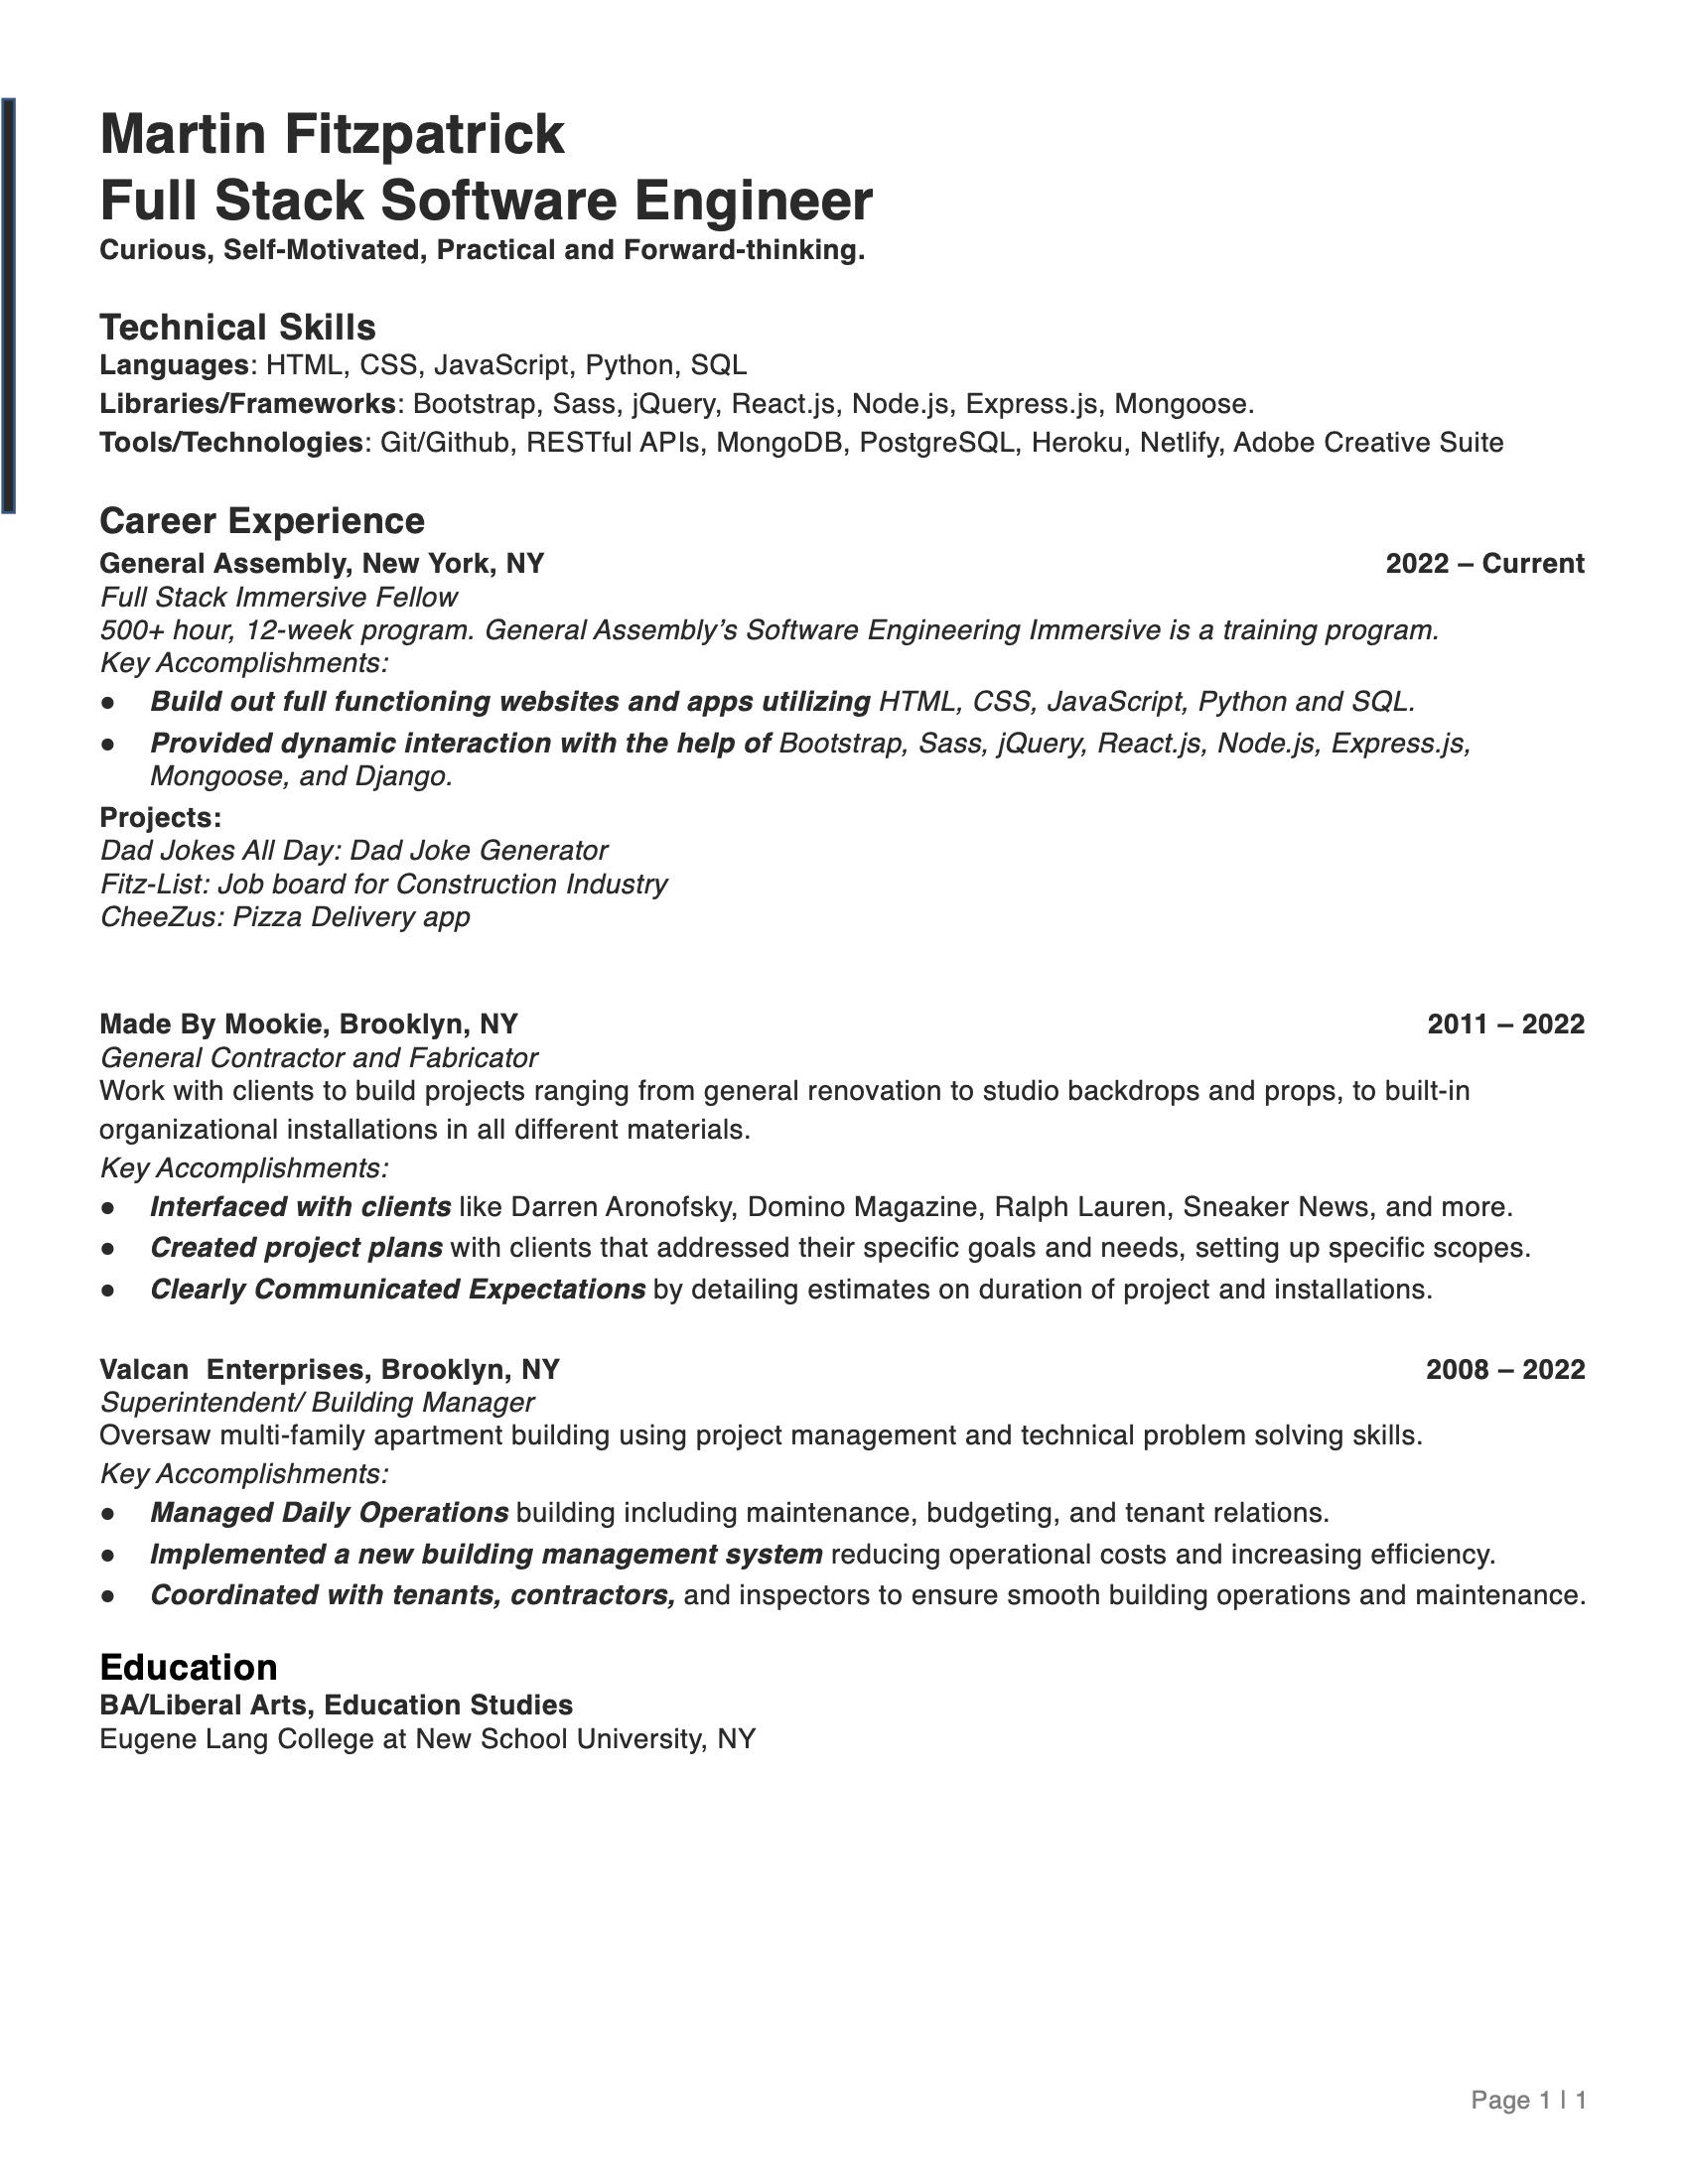 Martin Fitzpatrick
Full Stack Software Engineer
Curious, Self-Motivated, Practical and Forward-thinking.
Technical Skills
Languages: HTML, CSS, JavaScript, Python, SQL
Libraries/Frameworks: Bootstrap, Sass, jQuery, React.js, Node.js, Express.js, Mongoose.
Tools/Technologies: Git/Github, RESTful APIs, MongoDB, PostgreSQL, Heroku, Netlify, Adobe Creative Suite
Career Experience
General Assembly, New York, NY 2022 – Current
Full Stack Immersive Fellow
500+ hour, 12-week program. General Assembly’s Software Engineering Immersive is a training program.
Key Accomplishments:
● Build out full functioning websites and apps utilizing HTML, CSS, JavaScript, Python and SQL.
● Provided dynamic interaction with the help of Bootstrap, Sass, jQuery, React.js, Node.js, Express.js,
Mongoose, and Django.
Projects:
Dad Jokes All Day: Dad Joke Generator
Fitz-List: Job board for Construction Industry
CheeZus: Pizza Delivery app
Made By Mookie, Brooklyn, NY 2011 – 2022
General Contractor and Fabricator
Work with clients to build projects ranging from general renovation to studio backdrops and props, to built-in
organizational installations in all different materials.
Key Accomplishments:
● Interfaced with clients like Darren Aronofsky, Domino Magazine, Ralph Lauren, Sneaker News, and more.
● Created project plans with clients that addressed their specific goals and needs, setting up specific scopes.
● Clearly Communicated Expectations by detailing estimates on duration of project and installations.
Valcan  Enterprises, Brooklyn, NY 2008 – 2022
Superintendent/ Building Manager
Oversaw multi-family apartment building using project management and technical problem solving skills.
Key Accomplishments:
● Managed Daily Operations building including maintenance, budgeting, and tenant relations.
● Implemented a new building management system reducing operational costs and increasing efficiency.
● Coordinated with tenants, contractors, and inspectors to ensure smooth building operations and maintenance.
Education
BA/Liberal Arts, Education Studies
Eugene Lang College at New School University, NY
Page 1 | 1